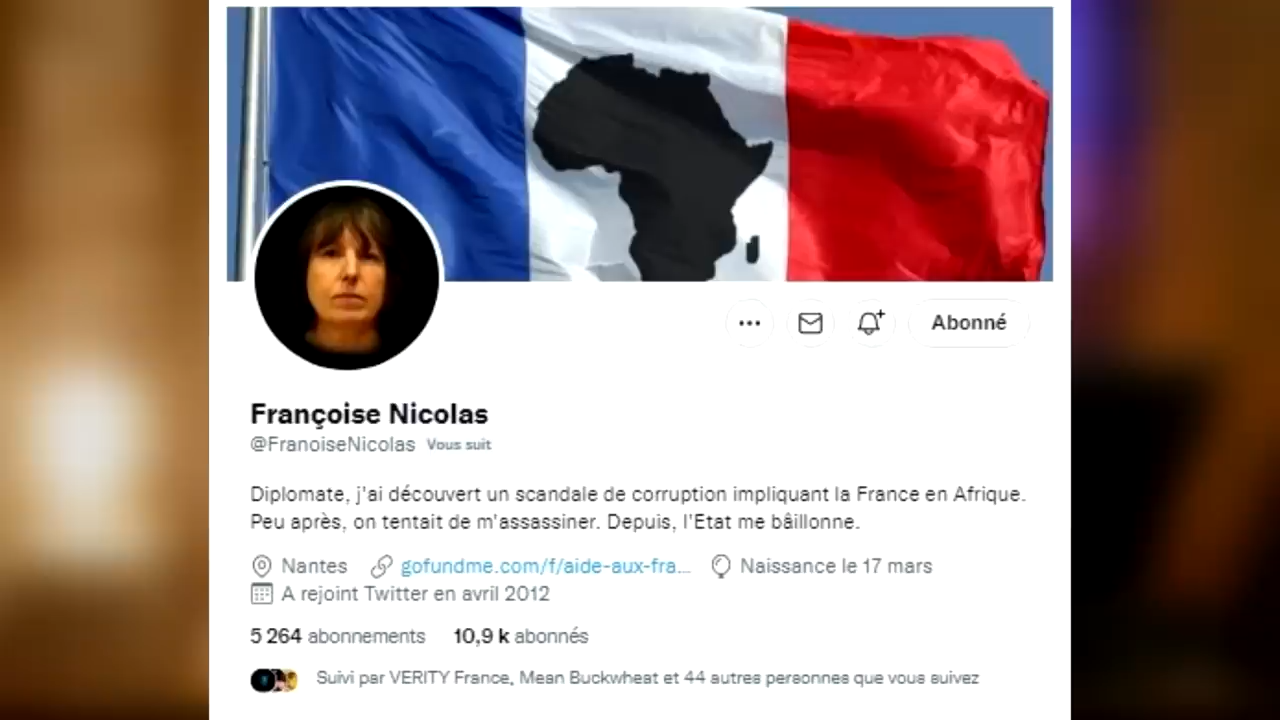 Abonné
Françoise Nicolas
@FranoiseNicolas Vous suit
Diplomate, j'ai découvert un scandale de corruption impliquant la France en Afrique.
Peu après, on tentait de m'assassiner. Depuis, l'Etat me bâillonne.
Nantes gofundme.com/f/aide-aux-fra... Naissance le 17 mars
A rejoint Twitter en avril 2012
5 264 abonnements 10,9 k abonnés
Suivi par VERITY France, Mean Buckwheat et 44 autres personnes que vous suivez